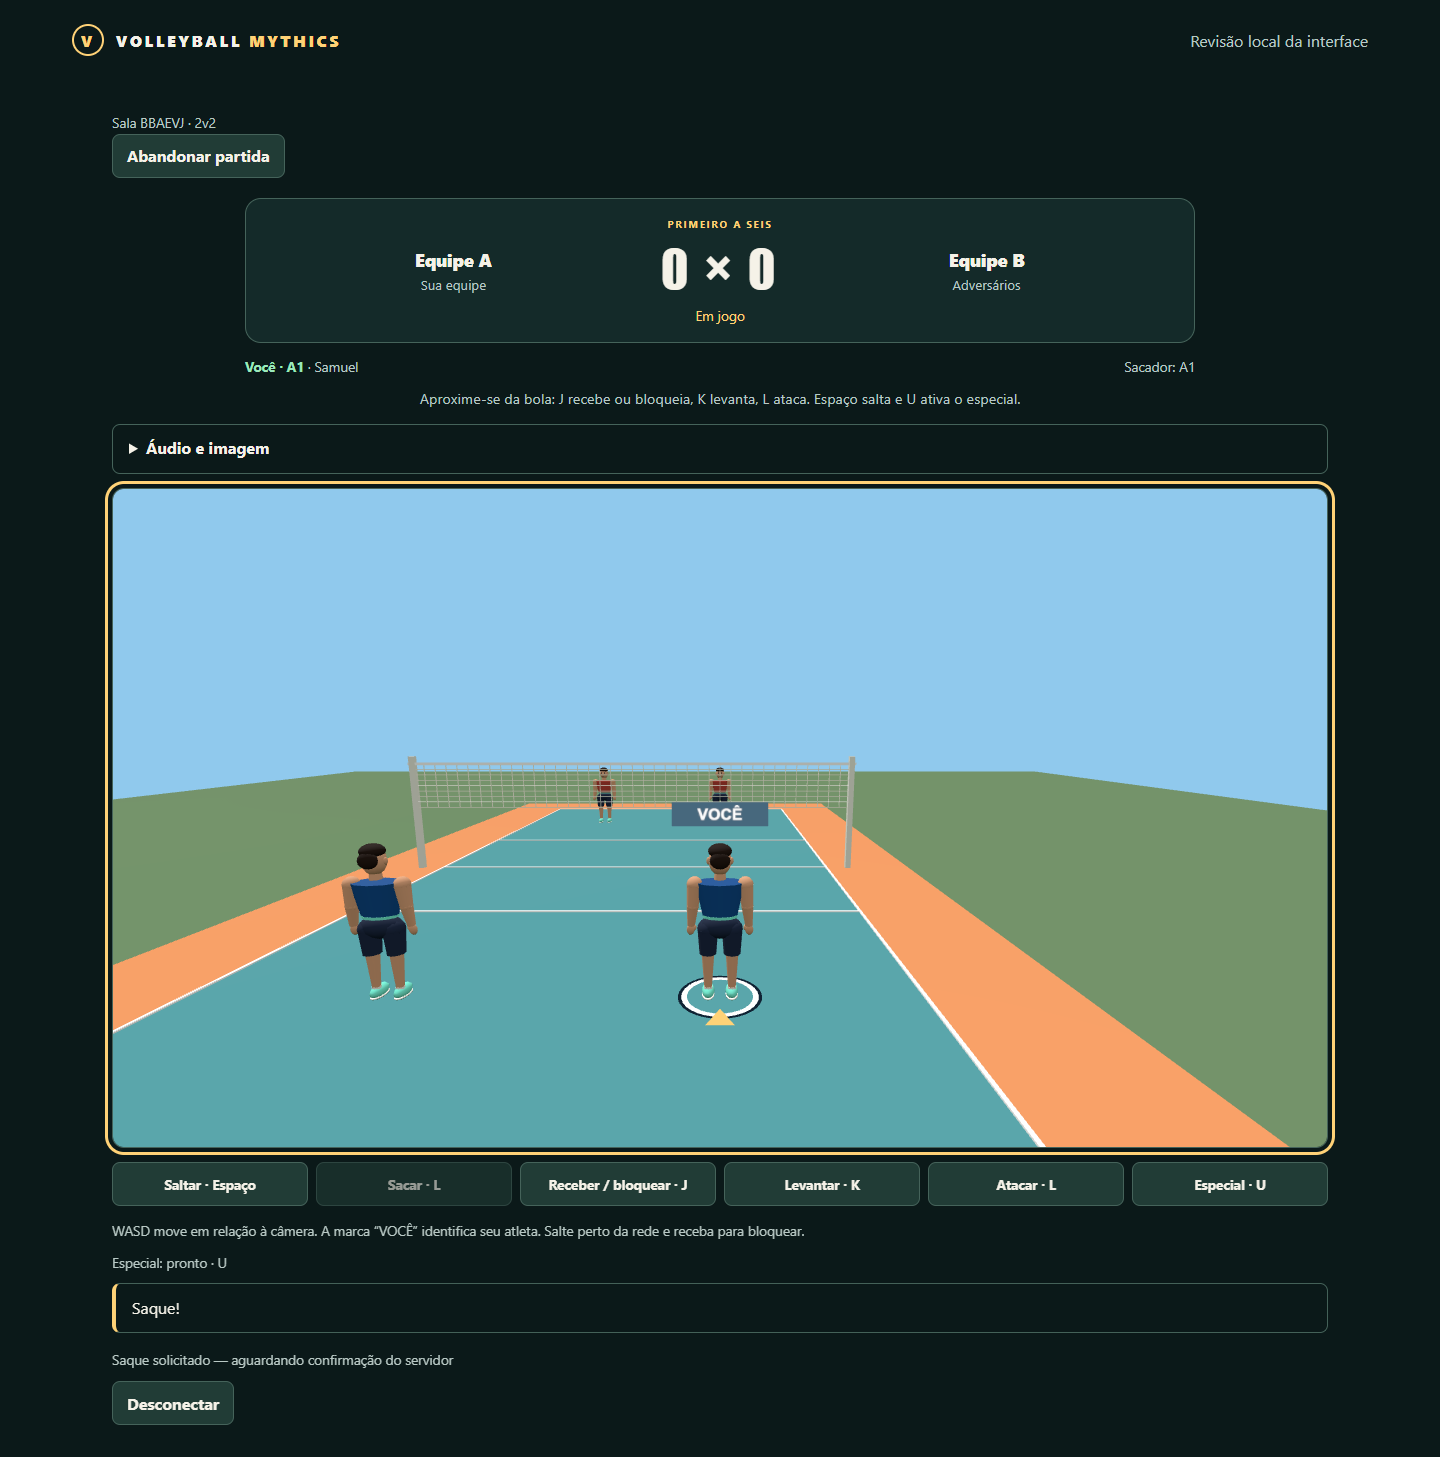 V VOLLEYBALL MYTHICS
Revisão local da interface
Sala BBAEVJ · 2v2
Abandonar partida
PRIMEIRO A SEIS
Equipe A
Sua equipe
0 × 0
Equipe B
Adversários
Em jogo
Você · A1 · Samuel
Sacador: A1
Aproxime-se da bola: J recebe ou bloqueia, K levanta, L ataca. Espaço salta e U ativa o especial.
Áudio e imagem
VOCÊ
Saltar · Espaço
Sacar · L
Receber / bloquear · J
Levantar · K
Atacar · L
Especial · U
WASD move em relação à câmera. A marca “VOCÊ” identifica seu atleta. Salte perto da rede e receba para bloquear.
Especial: pronto · U
Saque!
Saque solicitado — aguardando confirmação do servidor
Desconectar